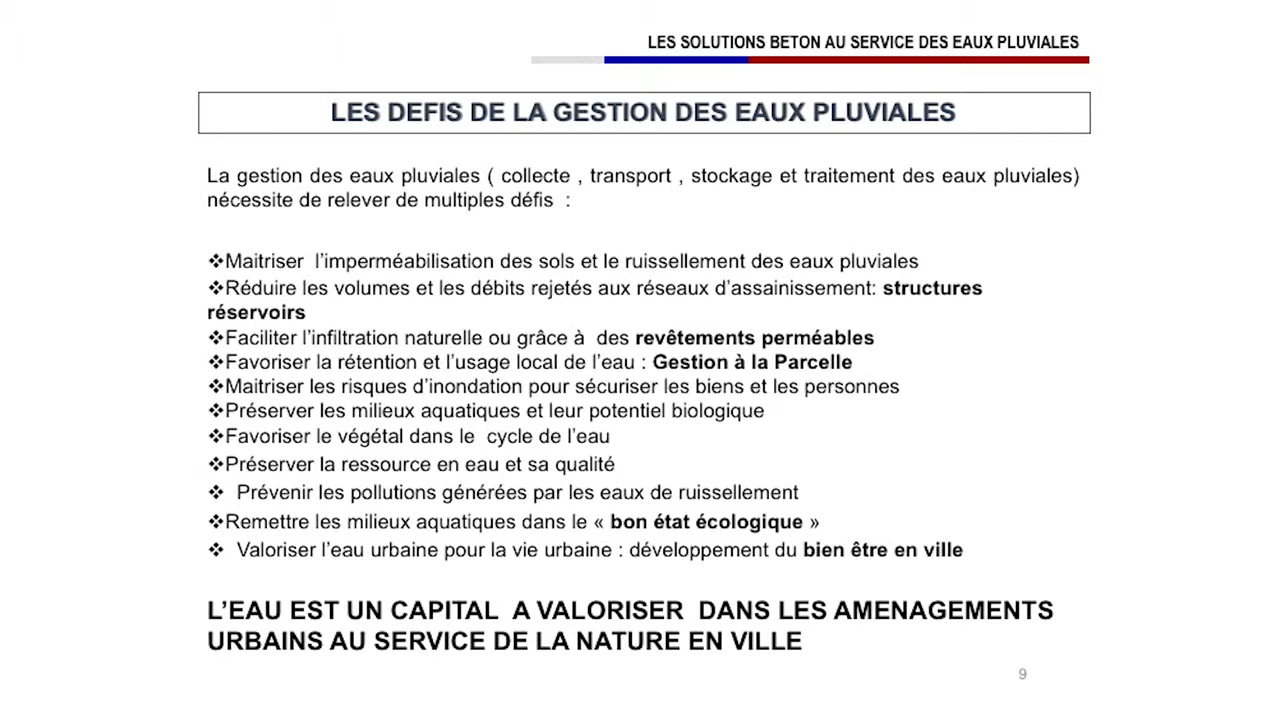 LES SOLUTIONS BETON AU SERVICE DES EAUX PLUVIALES
LES DEFIS DE LA GESTION DES EAUX PLUVIALES
La gestion des eaux pluviales ( collecte , transport , stockage et traitement des eaux pluviales)
nécessite de relever de multiples défis :
❖Maitriser l’imperméabilisation des sols et le ruissellement des eaux pluviales
❖Réduire les volumes et les débits rejetés aux réseaux d’assainissement: structures
réservoirs
❖Faciliter l’infiltration naturelle ou grâce à des revêtements perméables
❖Favoriser la rétention et l’usage local de l’eau : Gestion à la Parcelle
❖Maitriser les risques d’inondation pour sécuriser les biens et les personnes
❖Préserver les milieux aquatiques et leur potentiel biologique
❖Favoriser le végétal dans le cycle de l’eau
❖Préserver la ressource en eau et sa qualité
❖ Prévenir les pollutions générées par les eaux de ruissellement
❖Remettre les milieux aquatiques dans le « bon état écologique »
❖ Valoriser l’eau urbaine pour la vie urbaine : développement du bien être en ville
L’EAU EST UN CAPITAL A VALORISER DANS LES AMENAGEMENTS
URBAINS AU SERVICE DE LA NATURE EN VILLE
9